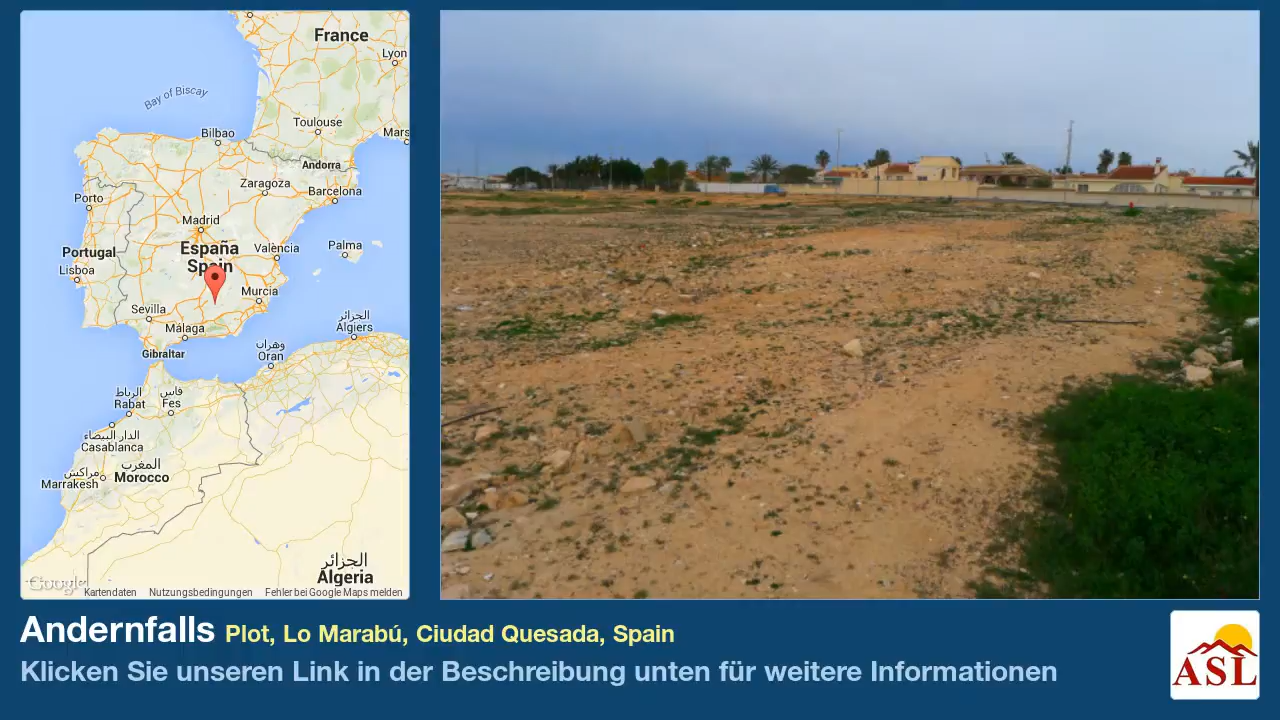 France
Lyon
Bay of Biscay
Toulouse
Bilbao
Mars
Andorra
Zaragoza
Barcelona
Porto
Madrid
España
Spain
València
Palma
Portugal
Lisboa
Murcia
Sevilla
Málaga
الجزائر
Algiers
Gibraltar
وهران
Oran
الرباط
Rabat
فاس
Fes
الدار البيضاء
Casablanca
المغرب
Morocco
مراكش
Marrakesh
الجزائر
Algeria
Google
Kartendaten Nutzungsbedingungen Fehler bei Google Maps melden
Andernfalls Plot, Lo Marabú, Ciudad Quesada, Spain
Klicken Sie unseren Link in der Beschreibung unten für weitere Informationen
ASL